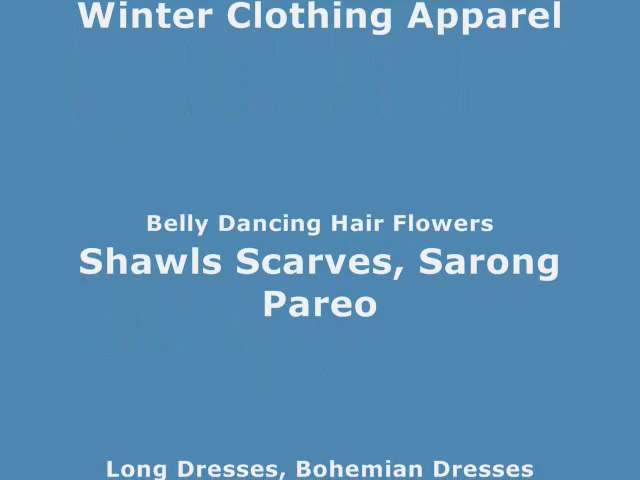 Winter Clothing Apparel
Belly Dancing Hair Flowers
Shawls Scarves, Sarong
Pareo
Long Dresses, Bohemian Dresses